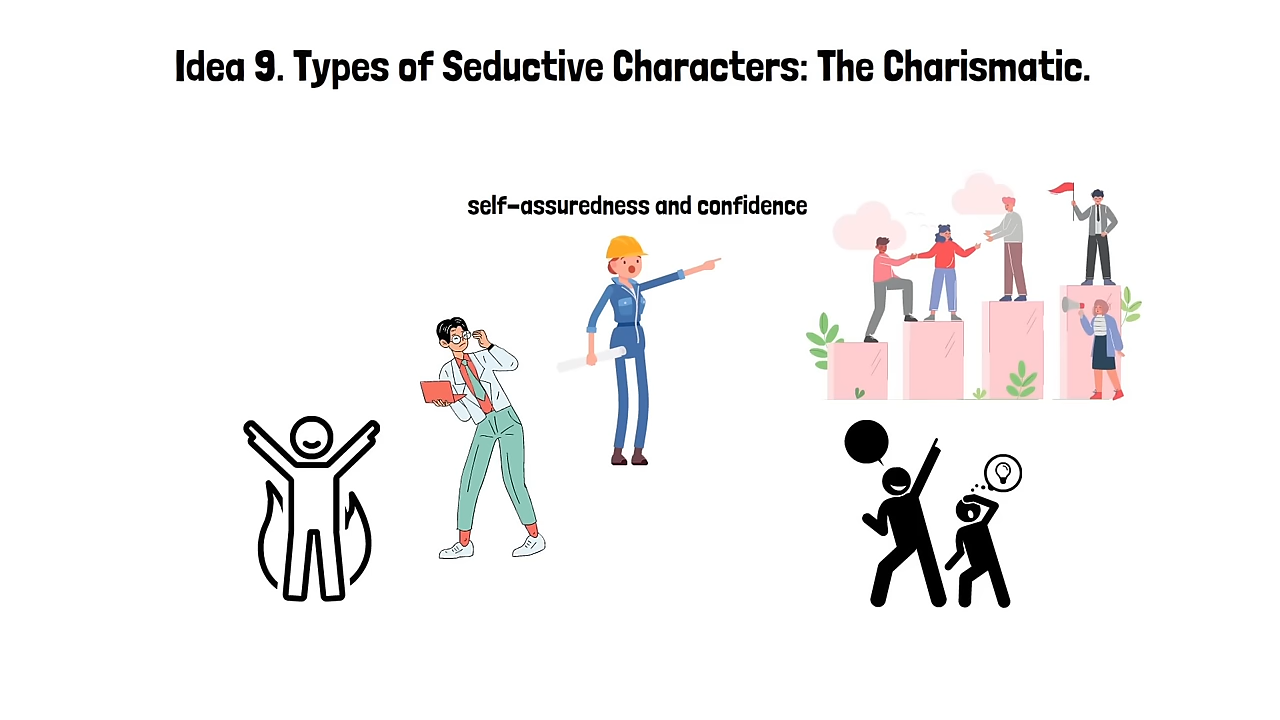 Idea 9. Types of Seductive Characters: The Charismatic.
self-assuredness and confidence